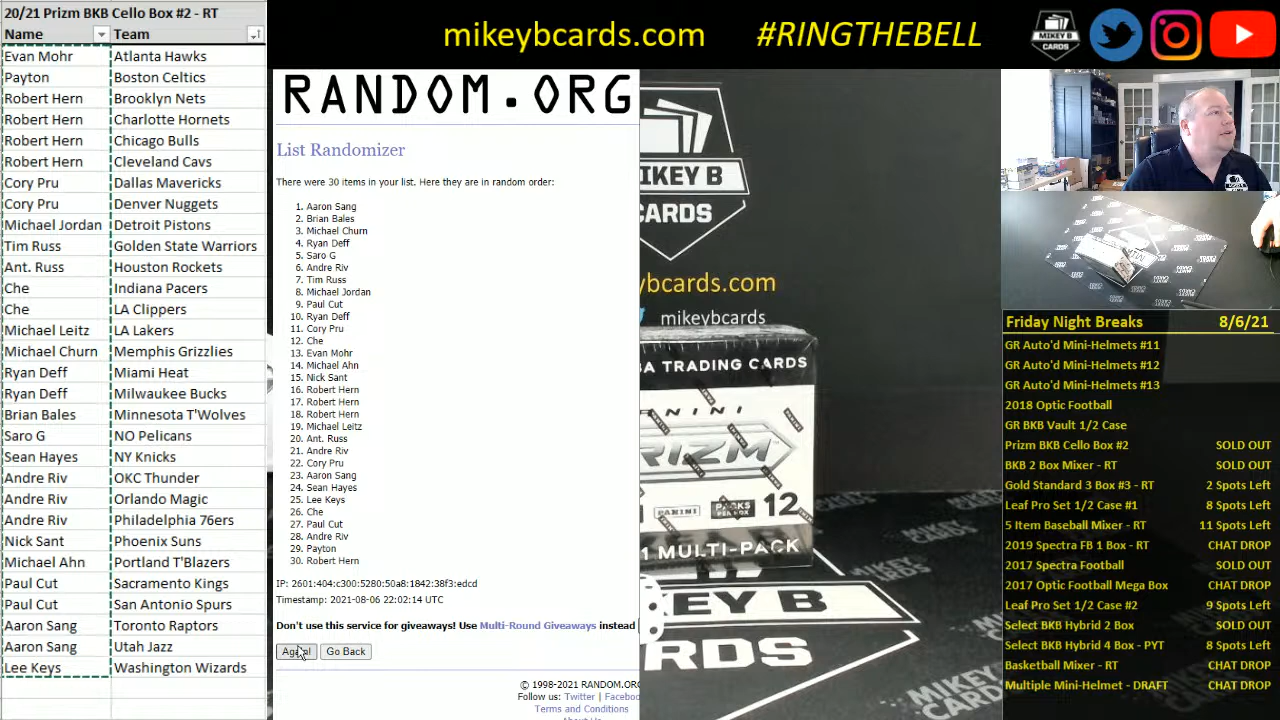 20/21 Prizm BKB Cello Box #2 - RT
Name Team
Evan Mohr Atlanta Hawks
Payton Boston Celtics
Robert Hern Brooklyn Nets
Robert Hern Charlotte Hornets
Robert Hern Chicago Bulls
Robert Hern Cleveland Cavs
Cory Pru Dallas Mavericks
Cory Pru Denver Nuggets
Michael Jordan Detroit Pistons
Tim Russ Golden State Warriors
Ant. Russ Houston Rockets
Che Indiana Pacers
Che LA Clippers
Michael Leitz LA Lakers
Michael Churn Memphis Grizzlies
Ryan Deff Miami Heat
Ryan Deff Milwaukee Bucks
Brian Bales Minnesota T'Wolves
Saro G NO Pelicans
Sean Hayes NY Knicks
Andre Riv OKC Thunder
Andre Riv Orlando Magic
Andre Riv Philadelphia 76ers
Nick Sant Phoenix Suns
Michael Ahn Portland T'Blazers
Paul Cut Sacramento Kings
Paul Cut San Antonio Spurs
Aaron Sang Toronto Raptors
Aaron Sang Utah Jazz
Lee Keys Washington Wizards
mikeybcards.com #RINGTHEBELL
MIKEY B
CARDS
RANDOM.ORG
List Randomizer
There were 30 items in your list. Here they are in random order:
1. Aaron Sang
2. Brian Bales
3. Michael Churn
4. Ryan Deff
5. Saro G
6. Andre Riv
7. Tim Russ
8. Michael Jordan
9. Paul Cut
10. Ryan Deff
11. Cory Pru
12. Che
13. Evan Mohr
14. Michael Ahn
15. Nick Sant
16. Robert Hern
17. Robert Hern
18. Robert Hern
19. Michael Leitz
20. Ant. Russ
21. Andre Riv
22. Cory Pru
23. Aaron Sang
24. Sean Hayes
25. Lee Keys
26. Che
27. Paul Cut
28. Andre Riv
29. Payton
30. Robert Hern
IP: 2601:404:c300:5280:50a8:1842:38f3:edcd
Timestamp: 2021-08-06 22:02:14 UTC
Don't use this service for giveaways! Use Multi-Round Giveaways instead
Again! Go Back
© 1998-2021 RANDOM.ORG
Follow us: Twitter | Faceboo
Terms and Conditions
About Us
IKEY B
CARDS
ybcards.com
mikeybcards
BA TRADING CARDS
PANINI
RIZM
PANINI PACKS PER BOX 12
1 MULTI-PACK
KEY B
RDS
MIKEY B
CARDS
Friday Night Breaks 8/6/21
GR Auto'd Mini-Helmets #11
GR Auto'd Mini-Helmets #12
GR Auto'd Mini-Helmets #13
2018 Optic Football
GR BKB Vault 1/2 Case
Prizm BKB Cello Box #2 SOLD OUT
BKB 2 Box Mixer - RT SOLD OUT
Gold Standard 3 Box #3 - RT 2 Spots Left
Leaf Pro Set 1/2 Case #1 8 Spots Left
5 Item Baseball Mixer - RT 11 Spots Left
2019 Spectra FB 1 Box - RT CHAT DROP
2017 Spectra Football SOLD OUT
2017 Optic Football Mega Box CHAT DROP
Leaf Pro Set 1/2 Case #2 9 Spots Left
Select BKB Hybrid 2 Box SOLD OUT
Select BKB Hybrid 4 Box - PYT 8 Spots Left
Basketball Mixer - RT CHAT DROP
Multiple Mini-Helmet - DRAFT CHAT DROP